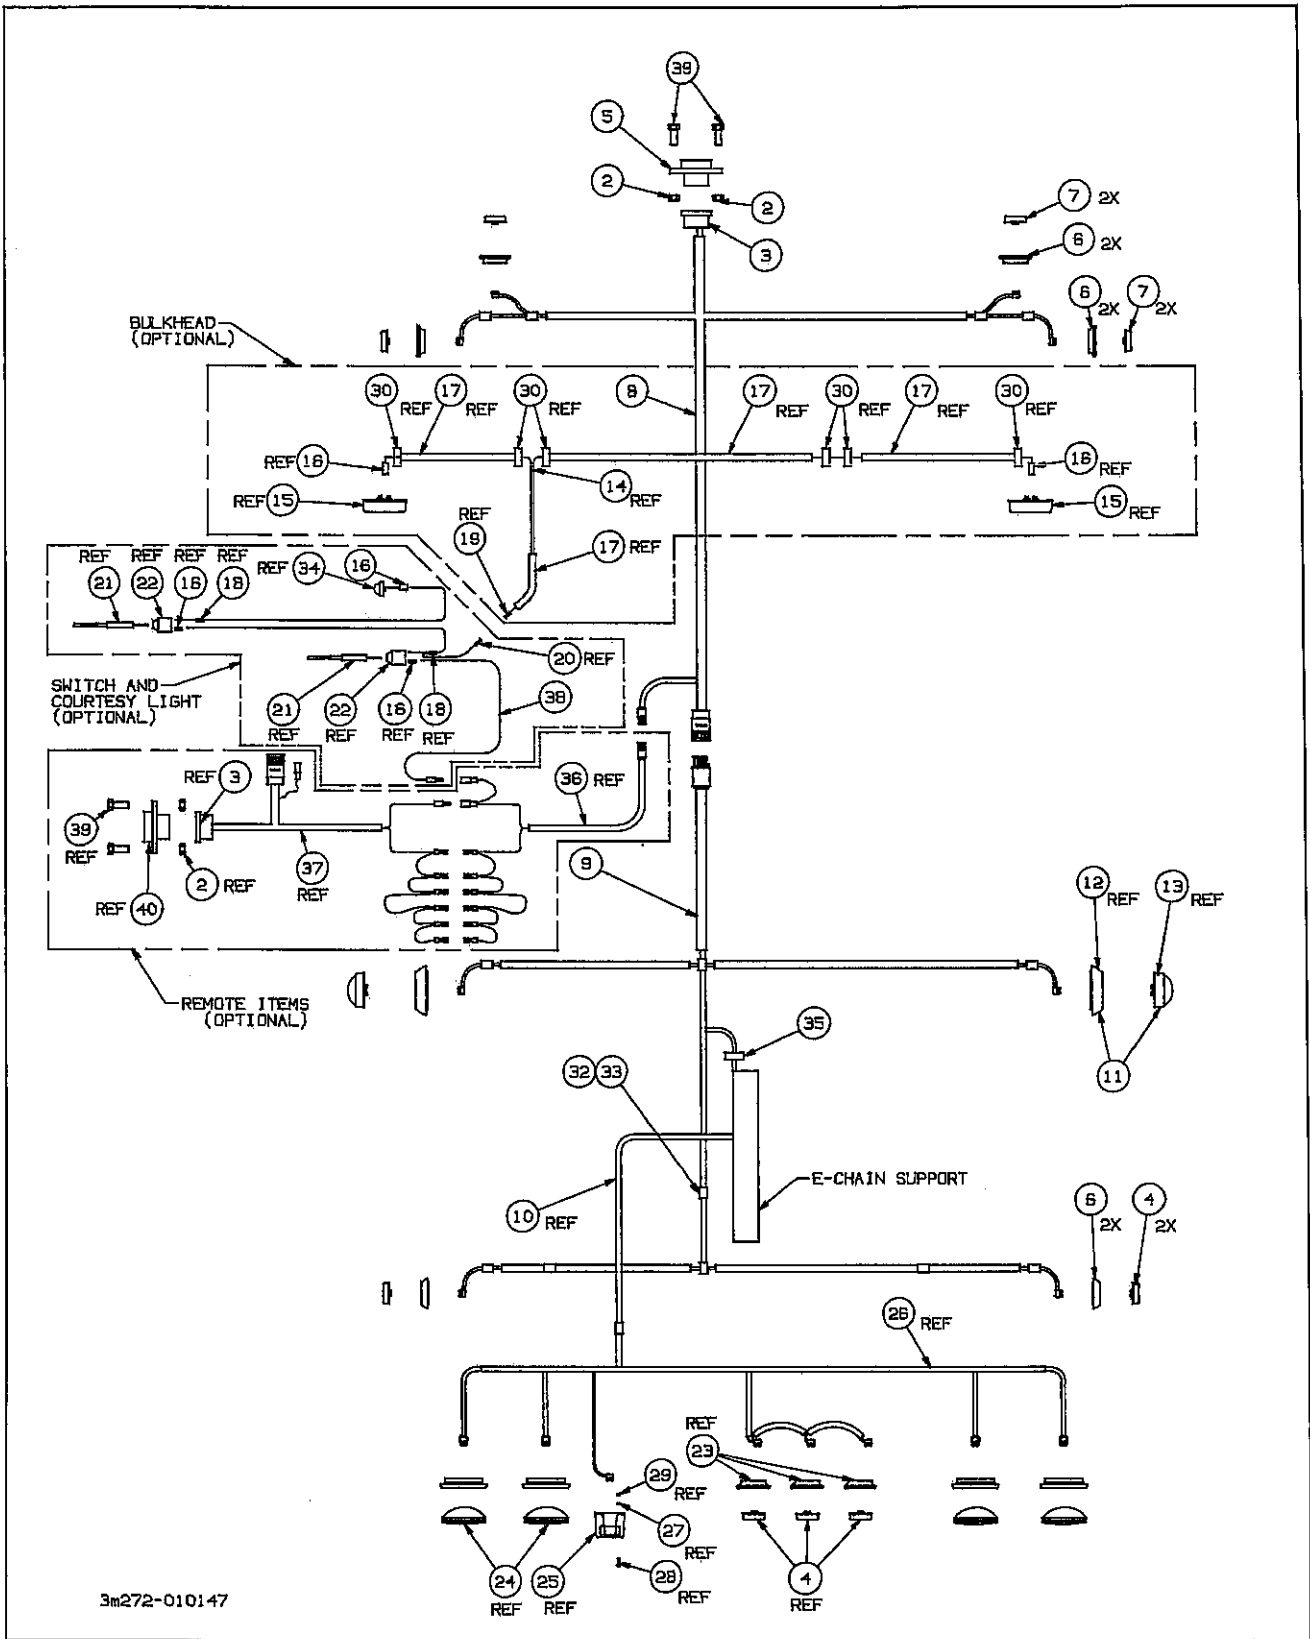 39
5
2
2
3
7 2X
6 2X
6 2X
7 2X
BULKHEAD
(OPTIONAL)
30 REF
17 REF
30 REF
8
17 REF
30 REF
17 REF
30 REF
REF 16
16 REF
14 REF
REF 15
15 REF
REF 19
17 REF
REF 21
REF 22
REF 16
REF 18
REF 34
16
20 REF
SWITCH AND
COURTESY LIGHT
(OPTIONAL)
21 REF
22 REF
16 REF
18 REF
38
REF 3
36 REF
39 REF
2 REF
37 REF
REF 40
9
12 REF
13 REF
REMOTE ITEMS
(OPTIONAL)
35
32 33
11
E-CHAIN SUPPORT
10 REF
6 2X
4 2X
26 REF
REF 23
29 REF
27 REF
24 REF
25 REF
28 REF
4 REF
3m272-010147